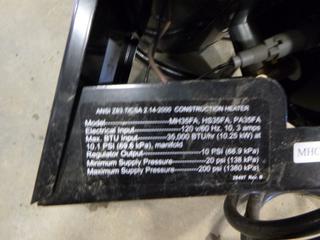 ANSI Z83.7/CSA 2.14-2000 CONSTRUCTION HEATER
Model MH35FA, HS35FA, PA35FA
Electrical Input 120 v/60 Hz, 10, 3 amps
Max. BTU Input 35,000 BTU/hr (10.25 kW) at
10.1 PSI (69.6 kPa), manifold
Regulator Output 10 PSI (68.9 kPa)
Minimum Supply Pressure 20 psi (138 kPa)
Maximum Supply Pressure 200 psi (1380 kPa)
MHC